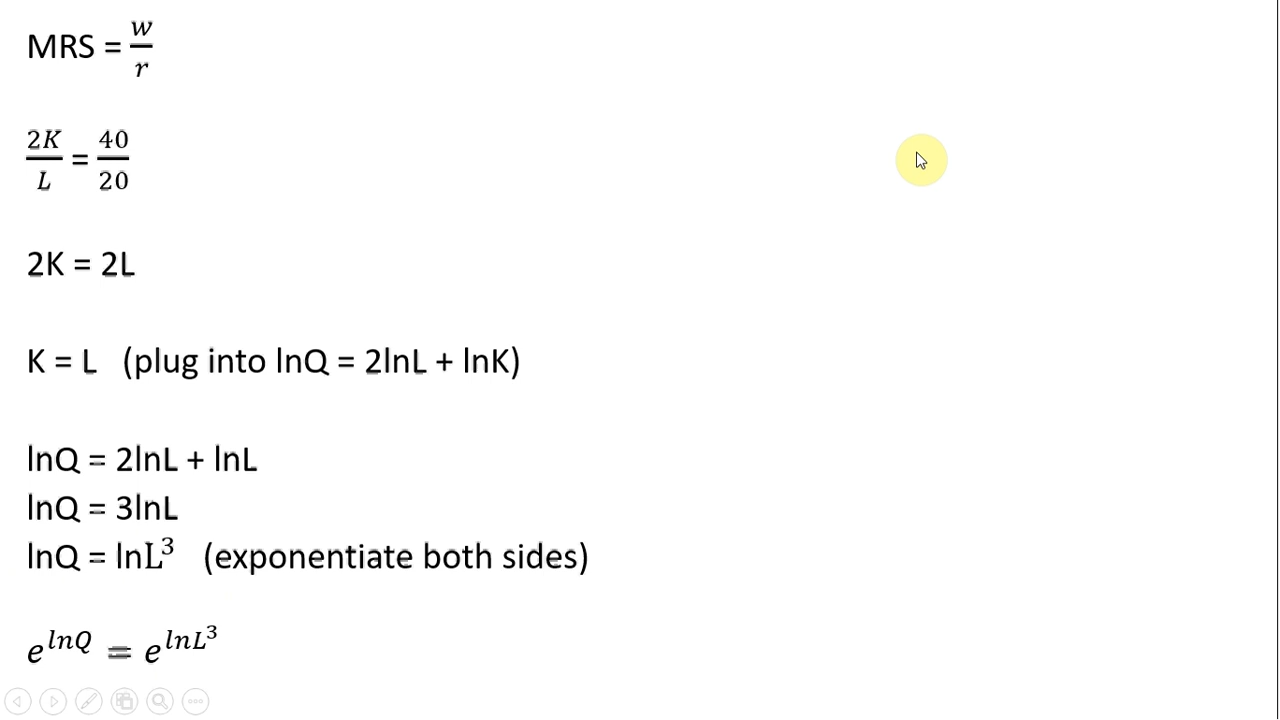 MRS = w/r
2K/L = 40/20
2K = 2L
K = L (plug into lnQ = 2lnL + lnK)
lnQ = 2lnL + lnL
lnQ = 3lnL
lnQ = lnL³ (exponentiate both sides)
e^{lnQ} = e^{lnL³}